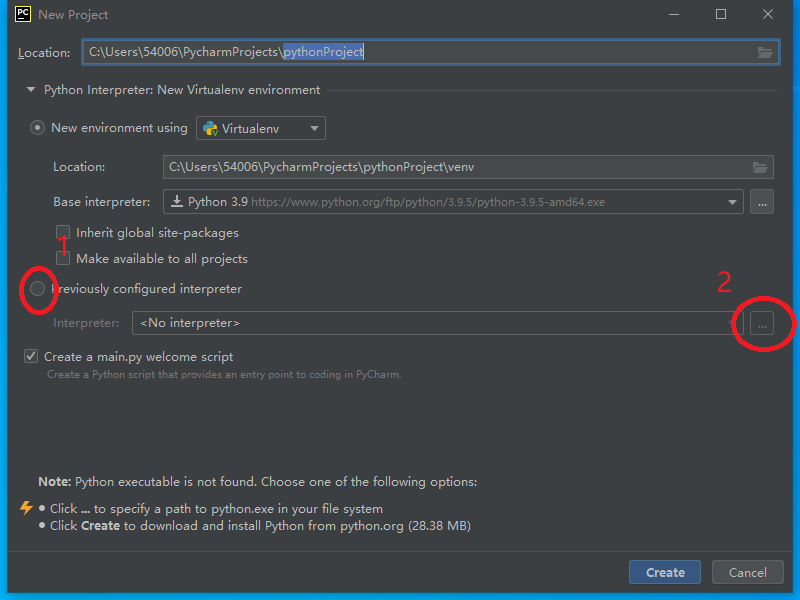 PC New Project
Location: C:\Users\54006\PycharmProjects\pythonProject
Python Interpreter: New Virtualenv environment
New environment using Virtualenv
Location: C:\Users\54006\PycharmProjects\pythonProject\venv
Base interpreter: Python 3.9 https://www.python.org/ftp/python/3.9.5/python-3.9.5-amd64.exe ...
Inherit global site-packages
1
Make available to all projects
Previously configured interpreter
2
Interpreter: <No interpreter> ...
Create a main.py welcome script
Create a Python script that provides an entry point to coding in PyCharm.
Note: Python executable is not found. Choose one of the following options:
• Click ... to specify a path to python.exe in your file system
• Click Create to download and install Python from python.org (28.38 MB)
Create Cancel